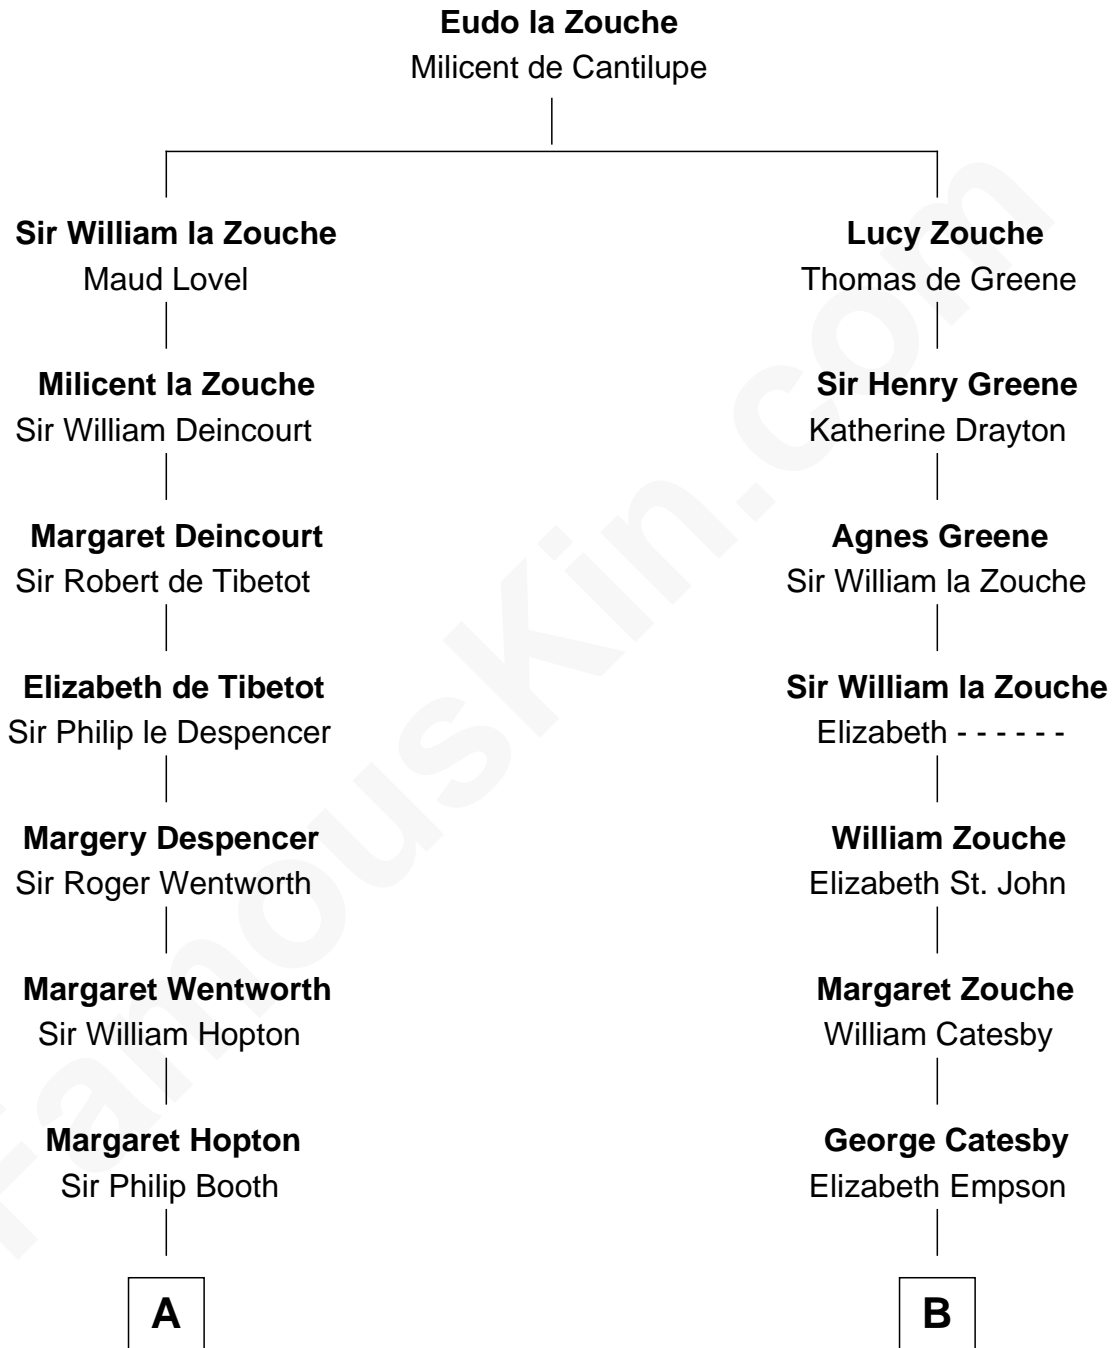 Eudo la Zouche
Milicent de Cantilupe
Sir William la Zouche
Maud Lovel
Lucy Zouche
Thomas de Greene
Milicent la Zouche
Sir William Deincourt
Sir Henry Greene
Katherine Drayton
Margaret Deincourt
Sir Robert de Tibetot
Agnes Greene
Sir William la Zouche
Elizabeth de Tibetot
Sir Philip le Despencer
Sir William la Zouche
Elizabeth - - - - - -
Margery Despencer
Sir Roger Wentworth
William Zouche
Elizabeth St. John
Margaret Wentworth
Sir William Hopton
Margaret Zouche
William Catesby
Margaret Hopton
Sir Philip Booth
George Catesby
Elizabeth Empson
A
B
FamousKin.com